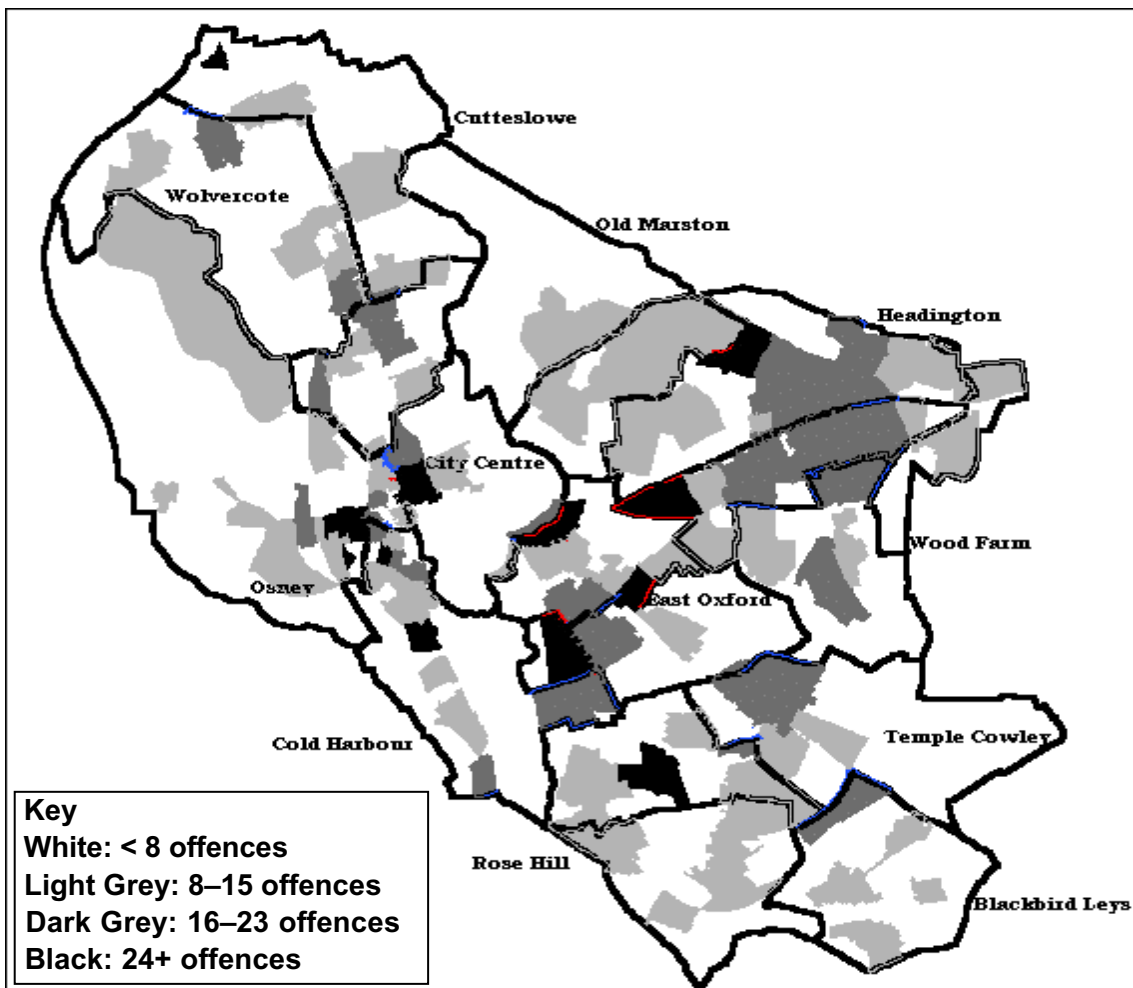 Cutteslowe
Wolvercote
Old Marston
Headington
City Centre
Wood Farm
Osney
East Oxford
Cold Harbour
Temple Cowley
Rose Hill
Blackbird Leys
Key
White: < 8 offences
Light Grey: 8–15 offences
Dark Grey: 16–23 offences
Black: 24+ offences